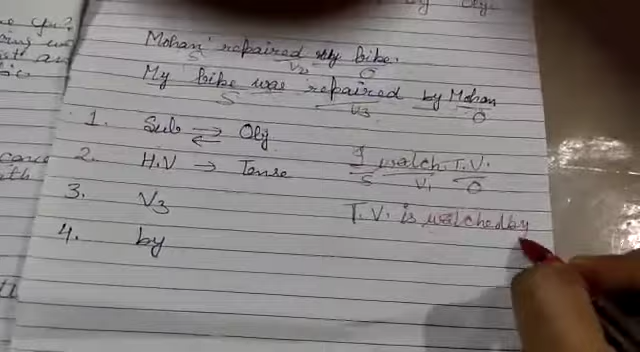 Obj.
Mohan repaired my bike.
S V2 O
My bike was repaired by Mohan
S V3 O
1. Sub ⇄ Obj
2. H.V → Tense
3. V3
4. by
I watch T.V.
S V1 O
T.V. is watched by